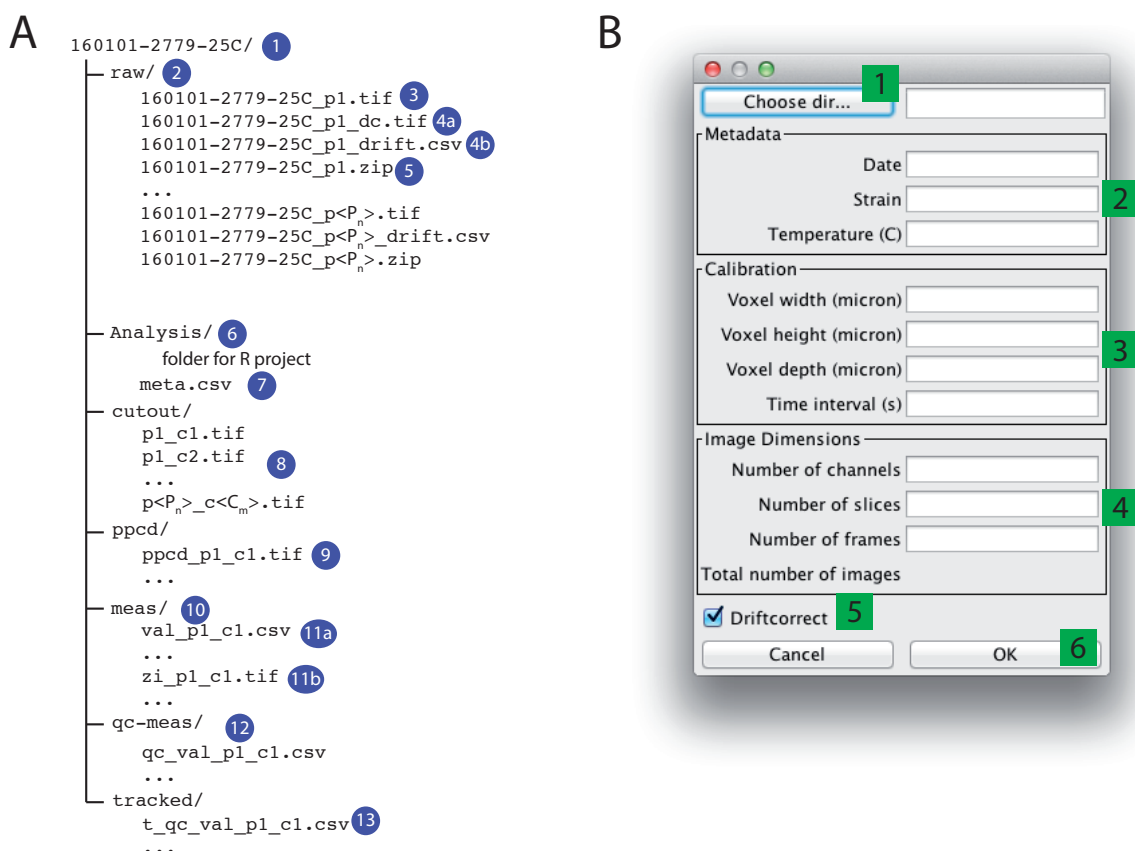 A
160101-2779-25C/ 1
raw/ 2
160101-2779-25C_p1.tif 3
160101-2779-25C_p1_dc.tif 4a
160101-2779-25C_p1_drift.csv 4b
160101-2779-25C_p1.zip 5
...
160101-2779-25C_p<Pn>.tif
160101-2779-25C_p<Pn>_drift.csv
160101-2779-25C_p<Pn>.zip
Analysis/ 6
folder for R project
meta.csv 7
cutout/
p1_c1.tif
p1_c2.tif 8
...
p<Pn>_c<Cm>.tif
ppcd/
ppcd_p1_c1.tif 9
...
meas/ 10
val_p1_c1.csv 11a
...
zi_p1_c1.tif 11b
...
qc-meas/ 12
qc_val_p1_c1.csv
...
tracked/
t_qc_val_p1_c1.csv 13
...
B
Choose dir... 1
Metadata
Date
Strain 2
Temperature (C)
Calibration
Voxel width (micron)
Voxel height (micron) 3
Voxel depth (micron)
Time interval (s)
Image Dimensions
Number of channels
Number of slices 4
Number of frames
Total number of images
Driftcorrect 5
Cancel OK 6